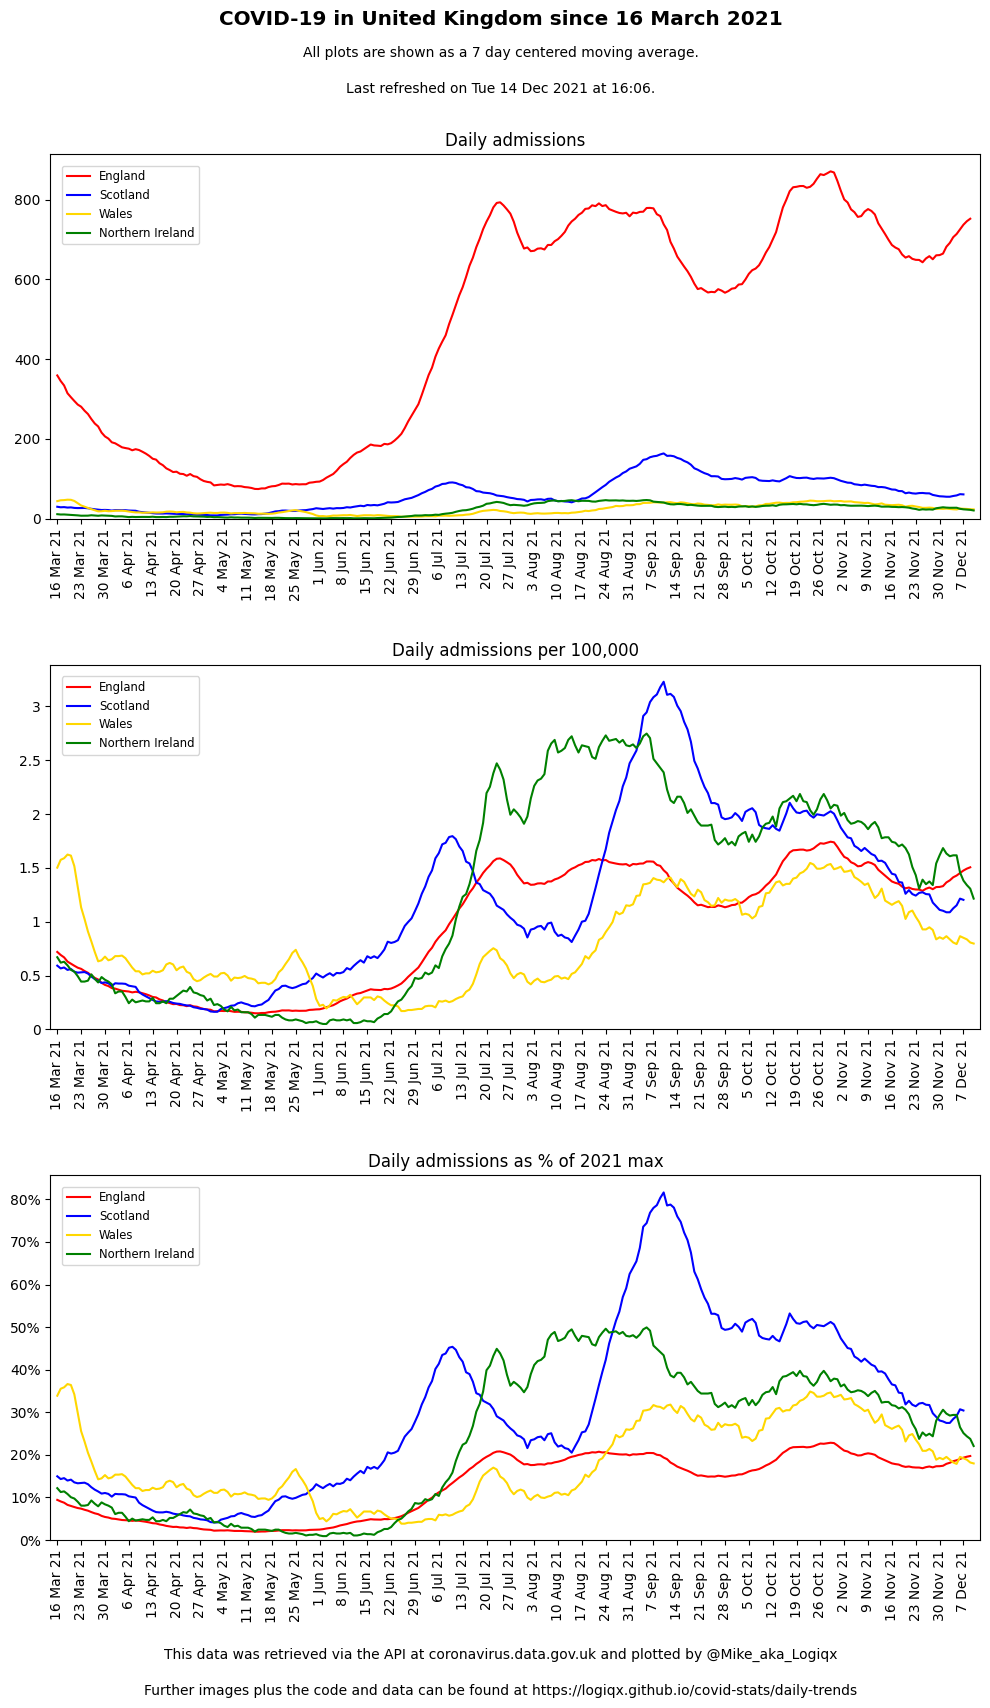 COVID-19 in United Kingdom since 16 March 2021
All plots are shown as a 7 day centered moving average.
Last refreshed on Tue 14 Dec 2021 at 16:06.
Daily admissions
England
Scotland
Wales
Northern Ireland
800
600
400
200
0
16 Mar 21
23 Mar 21
30 Mar 21
6 Apr 21
13 Apr 21
20 Apr 21
27 Apr 21
4 May 21
11 May 21
18 May 21
25 May 21
1 Jun 21
8 Jun 21
15 Jun 21
22 Jun 21
29 Jun 21
6 Jul 21
13 Jul 21
20 Jul 21
27 Jul 21
3 Aug 21
10 Aug 21
17 Aug 21
24 Aug 21
31 Aug 21
7 Sep 21
14 Sep 21
21 Sep 21
28 Sep 21
5 Oct 21
12 Oct 21
19 Oct 21
26 Oct 21
2 Nov 21
9 Nov 21
16 Nov 21
23 Nov 21
30 Nov 21
7 Dec 21
Daily admissions per 100,000
England
Scotland
Wales
Northern Ireland
3
2.5
2
1.5
1
0.5
0
16 Mar 21
23 Mar 21
30 Mar 21
6 Apr 21
13 Apr 21
20 Apr 21
27 Apr 21
4 May 21
11 May 21
18 May 21
25 May 21
1 Jun 21
8 Jun 21
15 Jun 21
22 Jun 21
29 Jun 21
6 Jul 21
13 Jul 21
20 Jul 21
27 Jul 21
3 Aug 21
10 Aug 21
17 Aug 21
24 Aug 21
31 Aug 21
7 Sep 21
14 Sep 21
21 Sep 21
28 Sep 21
5 Oct 21
12 Oct 21
19 Oct 21
26 Oct 21
2 Nov 21
9 Nov 21
16 Nov 21
23 Nov 21
30 Nov 21
7 Dec 21
Daily admissions as % of 2021 max
England
Scotland
Wales
Northern Ireland
80%
70%
60%
50%
40%
30%
20%
10%
0%
16 Mar 21
23 Mar 21
30 Mar 21
6 Apr 21
13 Apr 21
20 Apr 21
27 Apr 21
4 May 21
11 May 21
18 May 21
25 May 21
1 Jun 21
8 Jun 21
15 Jun 21
22 Jun 21
29 Jun 21
6 Jul 21
13 Jul 21
20 Jul 21
27 Jul 21
3 Aug 21
10 Aug 21
17 Aug 21
24 Aug 21
31 Aug 21
7 Sep 21
14 Sep 21
21 Sep 21
28 Sep 21
5 Oct 21
12 Oct 21
19 Oct 21
26 Oct 21
2 Nov 21
9 Nov 21
16 Nov 21
23 Nov 21
30 Nov 21
7 Dec 21
This data was retrieved via the API at coronavirus.data.gov.uk and plotted by @Mike_aka_Logiqx
Further images plus the code and data can be found at https://logiqx.github.io/covid-stats/daily-trends